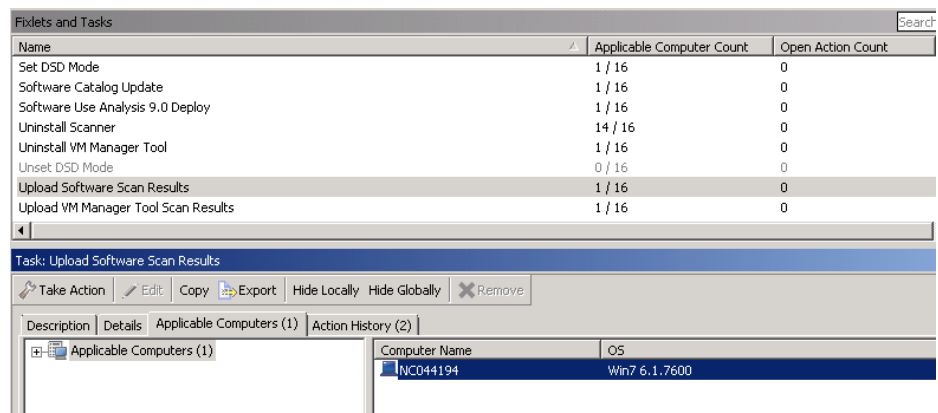 Fixlets and Tasks Search
Name Applicable Computer Count Open Action Count
Set DSD Mode 1 / 16 0
Software Catalog Update 1 / 16 0
Software Use Analysis 9.0 Deploy 1 / 16 0
Uninstall Scanner 14 / 16 0
Uninstall VM Manager Tool 1 / 16 0
Unset DSD Mode 0 / 16 0
Upload Software Scan Results 1 / 16 0
Upload VM Manager Tool Scan Results 1 / 16 0
Task: Upload Software Scan Results
Take Action Edit Copy Export Hide Locally Hide Globally Remove
Description Details Applicable Computers (1) Action History (2)
Applicable Computers (1) Computer Name OS
NC044194 Win7 6.1.7600